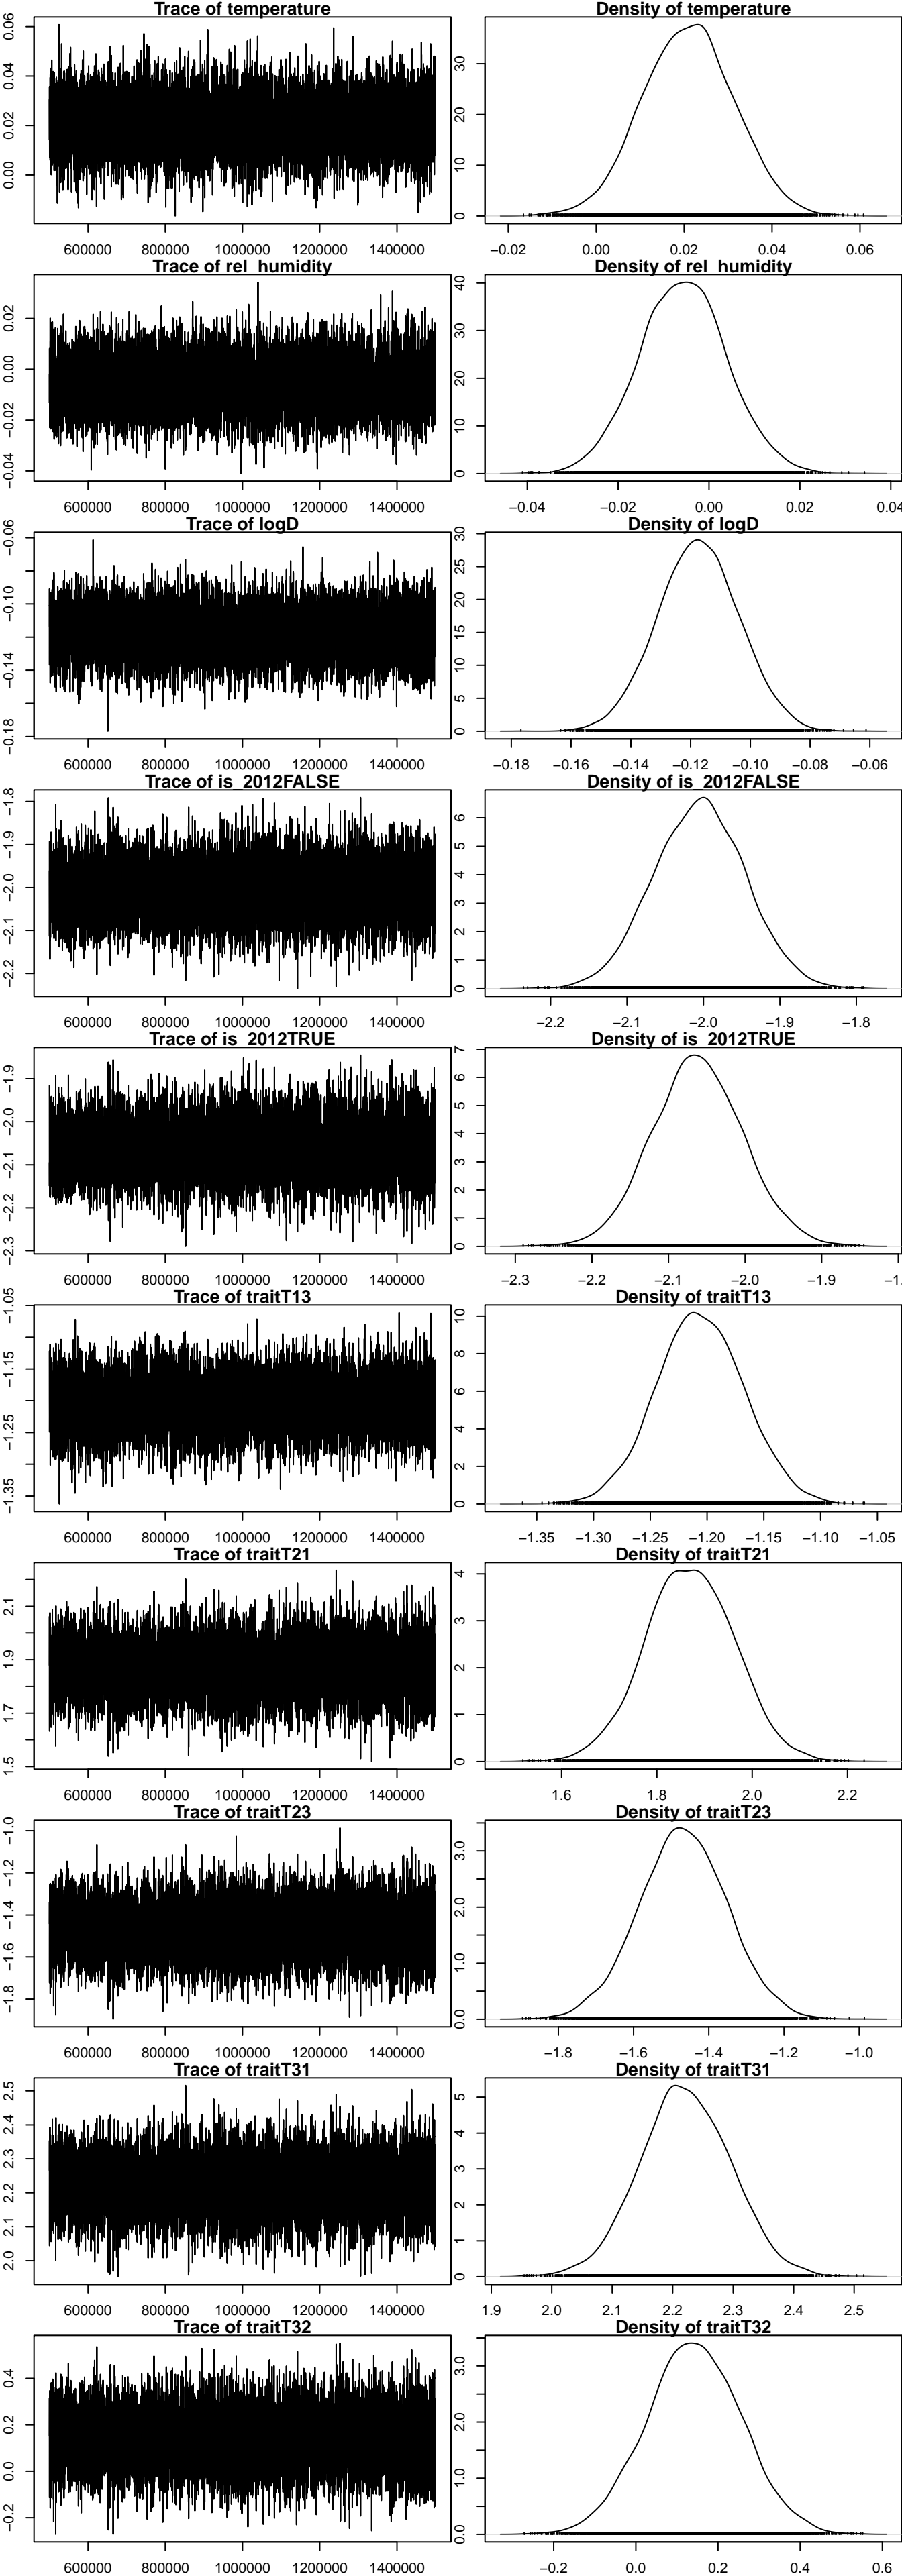 Trace of temperature
0.00 0.02 0.04 0.06
600000 800000 1000000 1200000 1400000
Density of temperature
0 10 20 30
−0.02 0.00 0.02 0.04 0.06
Trace of rel humidity
−0.04 −0.02 0.00 0.02
600000 800000 1000000 1200000 1400000
Density of rel humidity
0 10 20 30 40
−0.04 −0.02 0.00 0.02 0.04
Trace of logD
−0.18 −0.14 −0.10 −0.06
600000 800000 1000000 1200000 1400000
Density of logD
0 5 10 15 20 25 30
−0.18 −0.16 −0.14 −0.12 −0.10 −0.08 −0.06
Trace of is 2012FALSE
−2.2 −2.1 −2.0 −1.9 −1.8
600000 800000 1000000 1200000 1400000
Density of is 2012FALSE
0 1 2 3 4 5 6
−2.2 −2.1 −2.0 −1.9 −1.8
Trace of is 2012TRUE
−2.3 −2.2 −2.1 −2.0 −1.9
600000 800000 1000000 1200000 1400000
Density of is 2012TRUE
0 1 2 3 4 5 6 7
−2.3 −2.2 −2.1 −2.0 −1.9
Trace of traitT13
−1.35 −1.25 −1.15 −1.05
600000 800000 1000000 1200000 1400000
Density of traitT13
0 2 4 6 8 10
−1.35 −1.30 −1.25 −1.20 −1.15 −1.10 −1.05
Trace of traitT21
1.5 1.7 1.9 2.1
600000 800000 1000000 1200000 1400000
Density of traitT21
0 1 2 3 4
1.6 1.8 2.0 2.2
Trace of traitT23
−1.8 −1.6 −1.4 −1.2 −1.0
600000 800000 1000000 1200000 1400000
Density of traitT23
0.0 1.0 2.0 3.0
−1.8 −1.6 −1.4 −1.2 −1.0
Trace of traitT31
2.0 2.1 2.2 2.3 2.4 2.5
600000 800000 1000000 1200000 1400000
Density of traitT31
0 1 2 3 4 5
1.9 2.0 2.1 2.2 2.3 2.4 2.5
Trace of traitT32
−0.2 0.0 0.2 0.4
600000 800000 1000000 1200000 1400000
Density of traitT32
0.0 1.0 2.0 3.0
−0.2 0.0 0.2 0.4 0.6